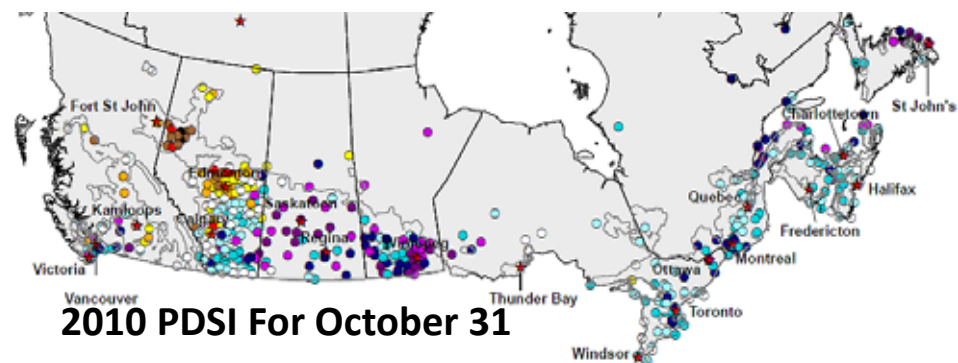 Fort St John
St John's
Charlottetown
Edmonton
Halifax
Quebec
Saskatoon
Kamloops
Calgary
Fredericton
Regina
Winnipeg
Montreal
Ottawa
Victoria
Vancouver
Thunder Bay
Toronto
2010 PDSI For October 31
Windsor